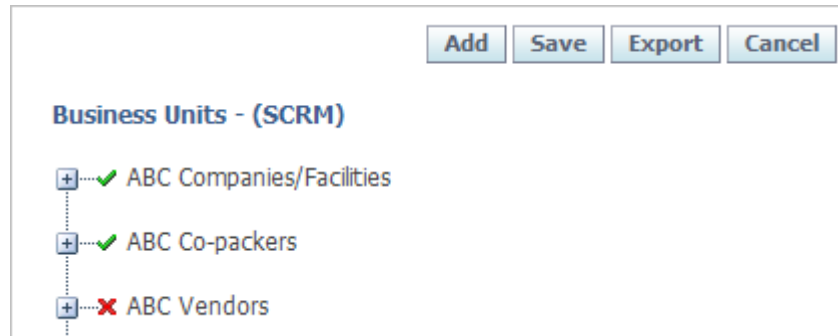 Add Save Export Cancel
Business Units - (SCRM)
ABC Companies/Facilities
ABC Co-packers
ABC Vendors